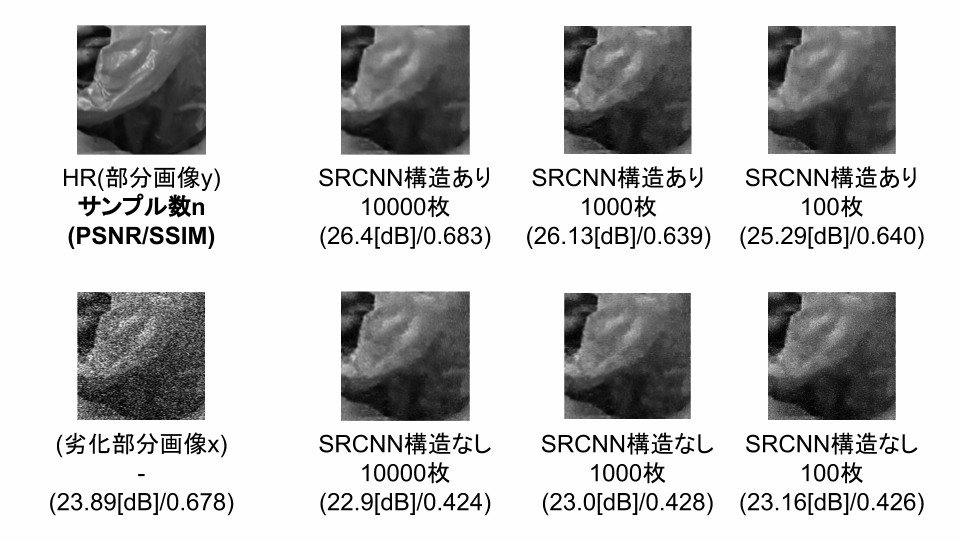 HR(部分画像y)
サンプル数n
(PSNR/SSIM)
SRCNN構造あり
10000枚
(26.4[dB]/0.683)
SRCNN構造あり
1000枚
(26.13[dB]/0.639)
SRCNN構造あり
100枚
(25.29[dB]/0.640)
(劣化部分画像x)
-
(23.89[dB]/0.678)
SRCNN構造なし
10000枚
(22.9[dB]/0.424)
SRCNN構造なし
1000枚
(23.0[dB]/0.428)
SRCNN構造なし
100枚
(23.16[dB]/0.426)